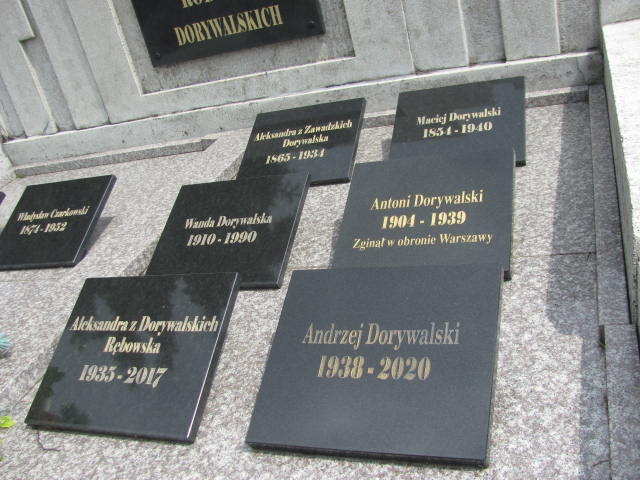 DORYWALSKICH
Aleksandra z Zawadzkich
Dorywalska
1865 - 1934
Maciej Dorywalski
1854 - 1940
Władysław Czarkowski
1874 - 1952
Wanda Dorywalska
1910 - 1990
Antoni Dorywalski
1904 - 1939
Zginął w obronie Warszawy
Aleksandra z Dorywalskich
Rębowska
1935 - 2017
Andrzej Dorywalski
1938 - 2020